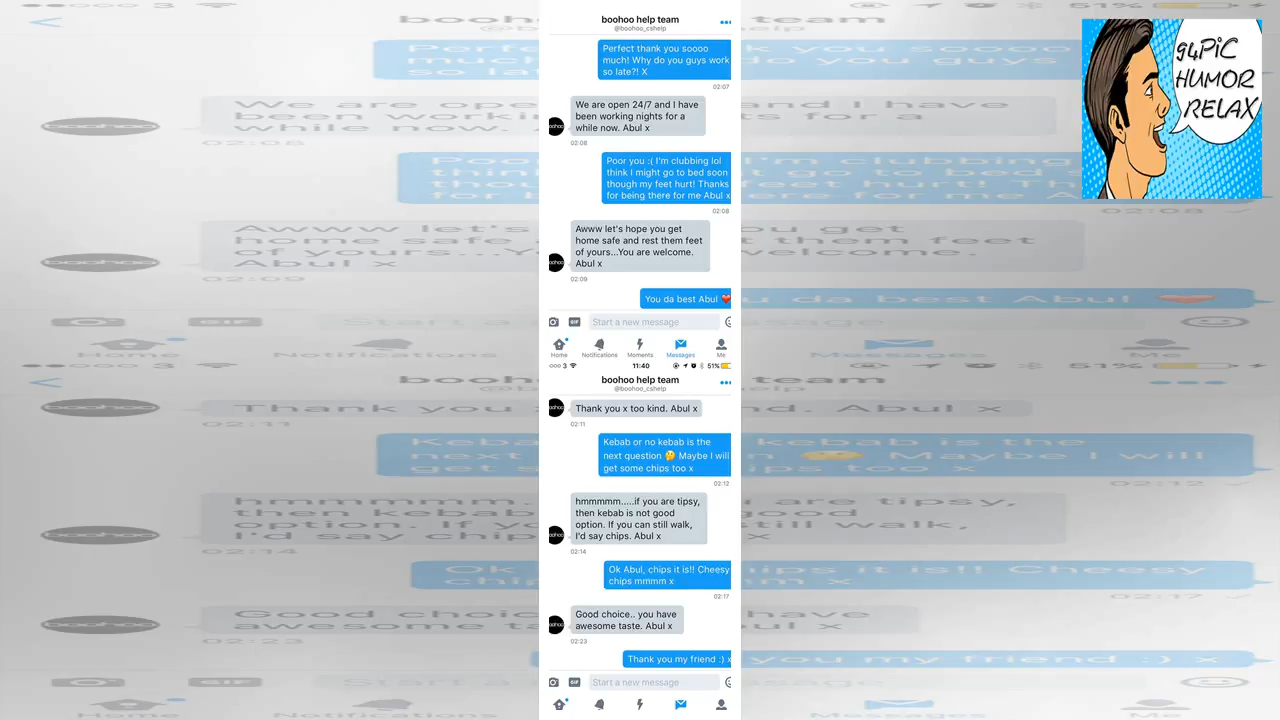 boohoo help team
@boohoo_cshelp
Perfect thank you soooo
much! Why do you guys work
so late?! X
02:07
We are open 24/7 and I have
been working nights for a
while now. Abul x
boohoo
02:08
Poor you :( I'm clubbing lol
think I might go to bed soon
though my feet hurt! Thanks
for being there for me Abul x
02:08
Awww let's hope you get
home safe and rest them feet
of yours...You are welcome.
Abul x
boohoo
02:09
You da best Abul ❤️
GIF
Start a new message
Home
Notifications
Moments
Messages
Me
3
11:40
51%
boohoo help team
@boohoo_cshelp
boohoo
Thank you x too kind. Abul x
02:11
Kebab or no kebab is the
next question 🤔 Maybe I will
get some chips too x
02:12
hmmmmm.....if you are tipsy,
then kebab is not good
option. If you can still walk,
I'd say chips. Abul x
boohoo
02:14
Ok Abul, chips it is!! Cheesy
chips mmmm x
02:17
Good choice.. you have
awesome taste. Abul x
boohoo
02:23
Thank you my friend :) x
GIF
Start a new message
94PiC
HUMOR
RELAX